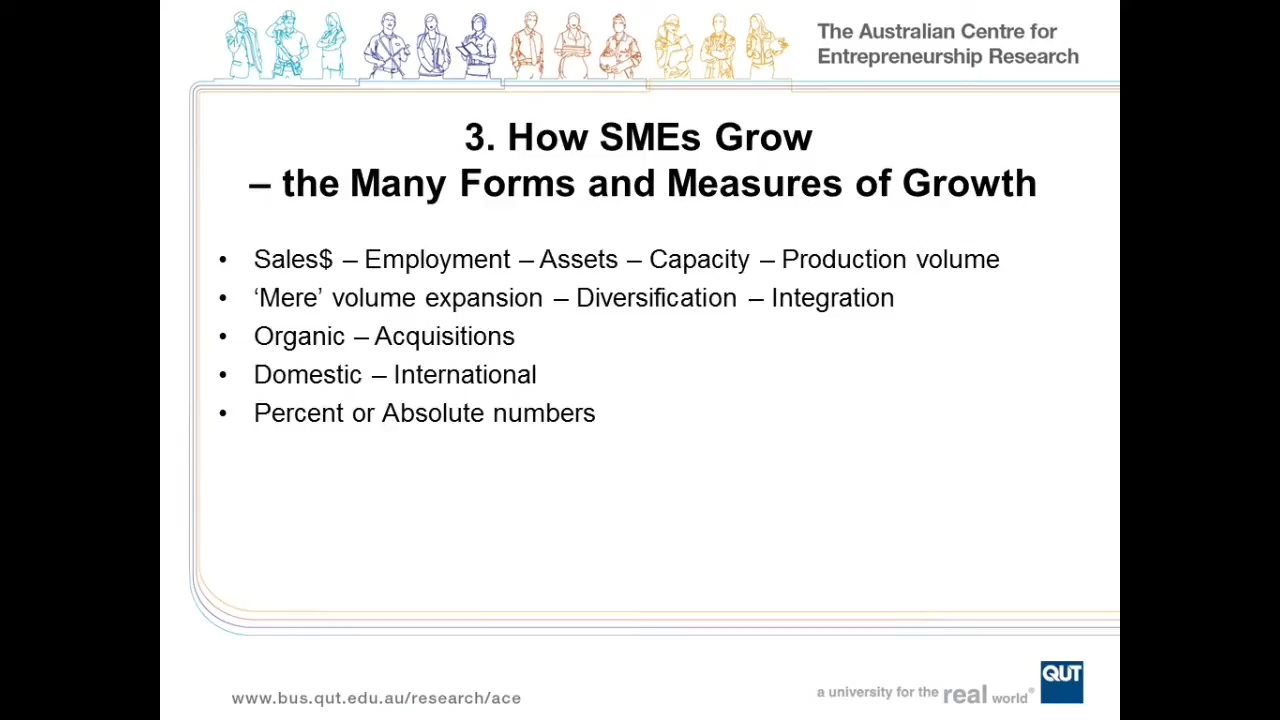 The Australian Centre for
Entrepreneurship Research
3. How SMEs Grow
– the Many Forms and Measures of Growth
• Sales$ – Employment – Assets – Capacity – Production volume
• ‘Mere’ volume expansion – Diversification – Integration
• Organic – Acquisitions
• Domestic – International
• Percent or Absolute numbers
www.bus.qut.edu.au/research/ace
a university for the real world®
QUT